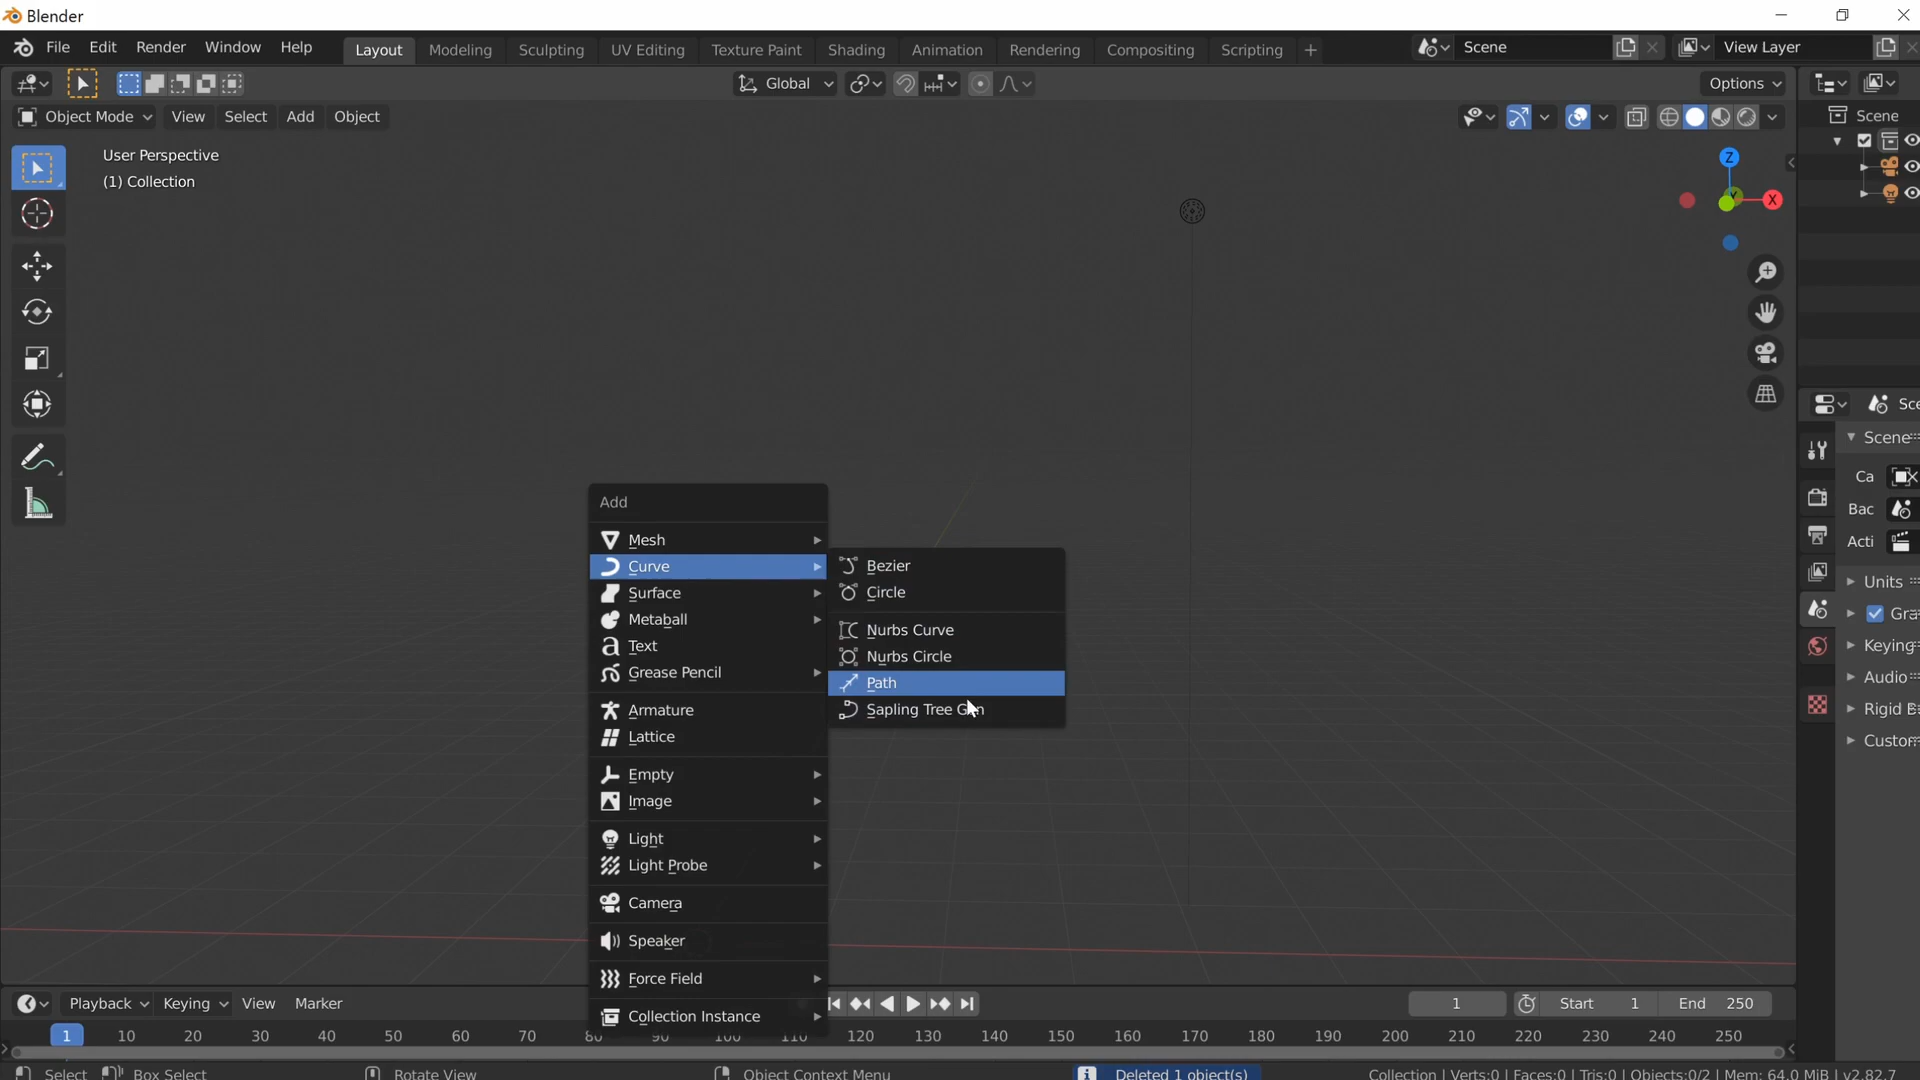 Blender
File Edit Render Window Help Layout Modeling Sculpting UV Editing Texture Paint Shading Animation Rendering Compositing Scripting + Scene View Layer
Global Options
Object Mode View Select Add Object Scene
User Perspective
(1) Collection
Z
Y
X
Sce
Scene
Ca
Bac
Acti
Units
Gra
Keying
Audio
Rigid B
Custor
Add
Mesh
Curve
Surface
Metaball
Text
Grease Pencil
Armature
Lattice
Empty
Image
Light
Light Probe
Camera
Speaker
Force Field
Collection Instance
Bezier
Circle
Nurbs Curve
Nurbs Circle
Path
Sapling Tree Gen
Playback Keying View Marker 1 Start 1 End 250
1 10 20 30 40 50 60 70 80 90 100 110 120 130 140 150 160 170 180 190 200 210 220 230 240 250
Select Box Select Rotate View Object Context Menu Deleted 1 object(s) Collection | Verts:0 | Faces:0 | Tris:0 | Objects:0/2 | Mem: 64.0 MiB | v2.82.7